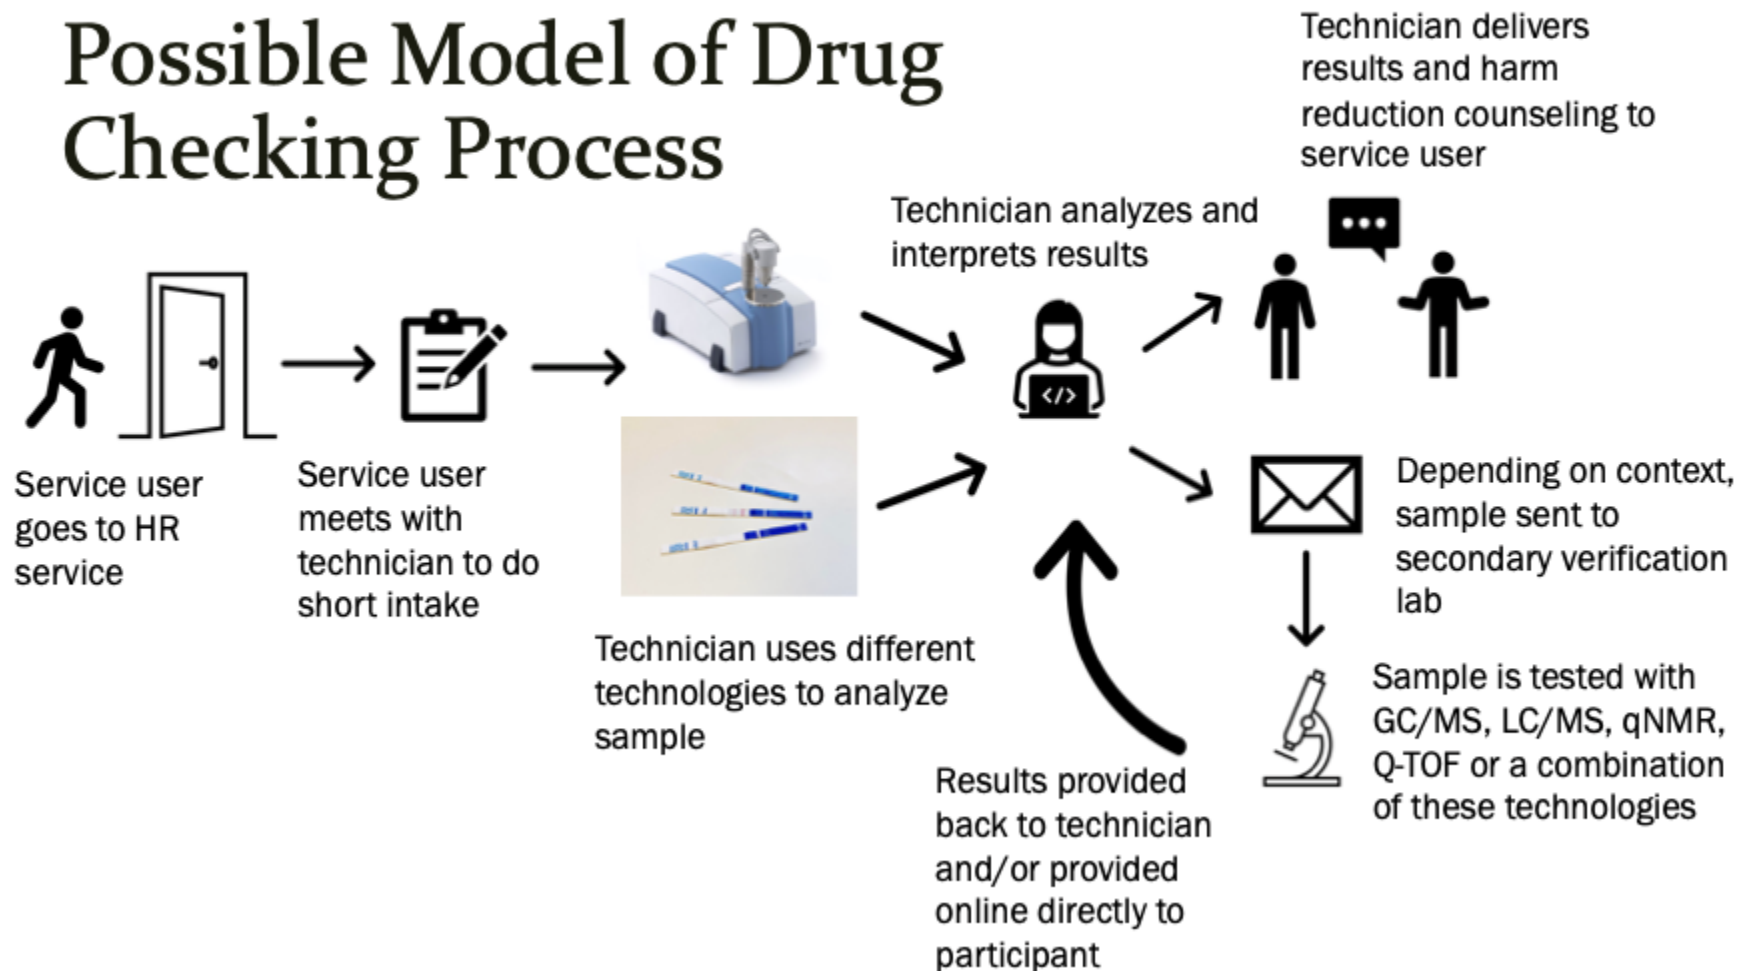 Possible Model of Drug
Checking Process
Service user
goes to HR
service
Service user
meets with
technician to do
short intake
Technician uses different
technologies to analyze
sample
Technician analyzes and
interprets results
</>
Technician delivers
results and harm
reduction counseling to
service user
Depending on context,
sample sent to
secondary verification
lab
Sample is tested with
GC/MS, LC/MS, qNMR,
Q-TOF or a combination
of these technologies
Results provided
back to technician
and/or provided
online directly to
participant